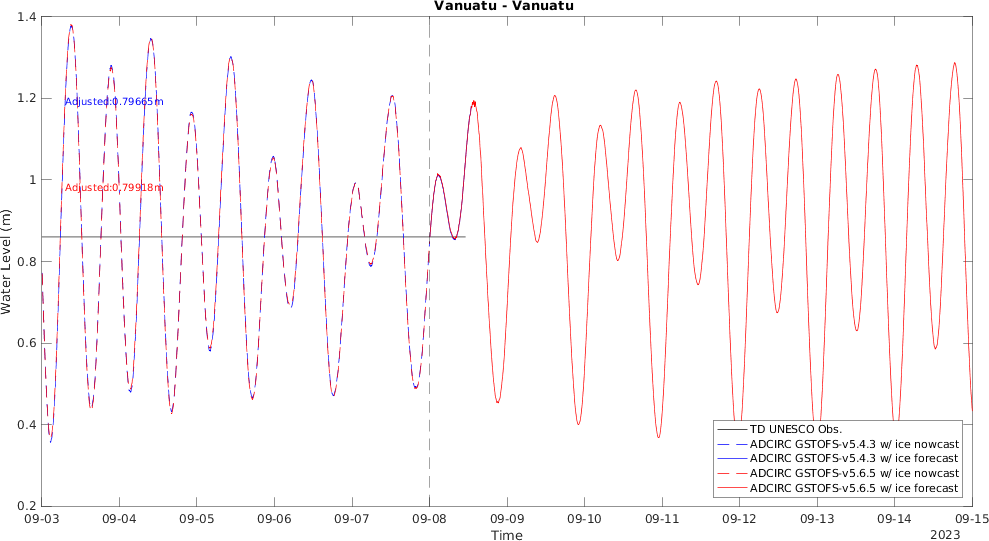 Vanuatu - Vanuatu
1.4
1.2
1
0.8
0.6
0.4
0.2
Water Level (m)
Adjusted:0.79665m
Adjusted:0.79918m
TD UNESCO Obs.
ADCIRC GSTOFS-v5.4.3 w/ ice nowcast
ADCIRC GSTOFS-v5.4.3 w/ ice forecast
ADCIRC GSTOFS-v5.6.5 w/ ice nowcast
ADCIRC GSTOFS-v5.6.5 w/ ice forecast
09-03 09-04 09-05 09-06 09-07 09-08 09-09 09-10 09-11 09-12 09-13 09-14 09-15
Time
2023